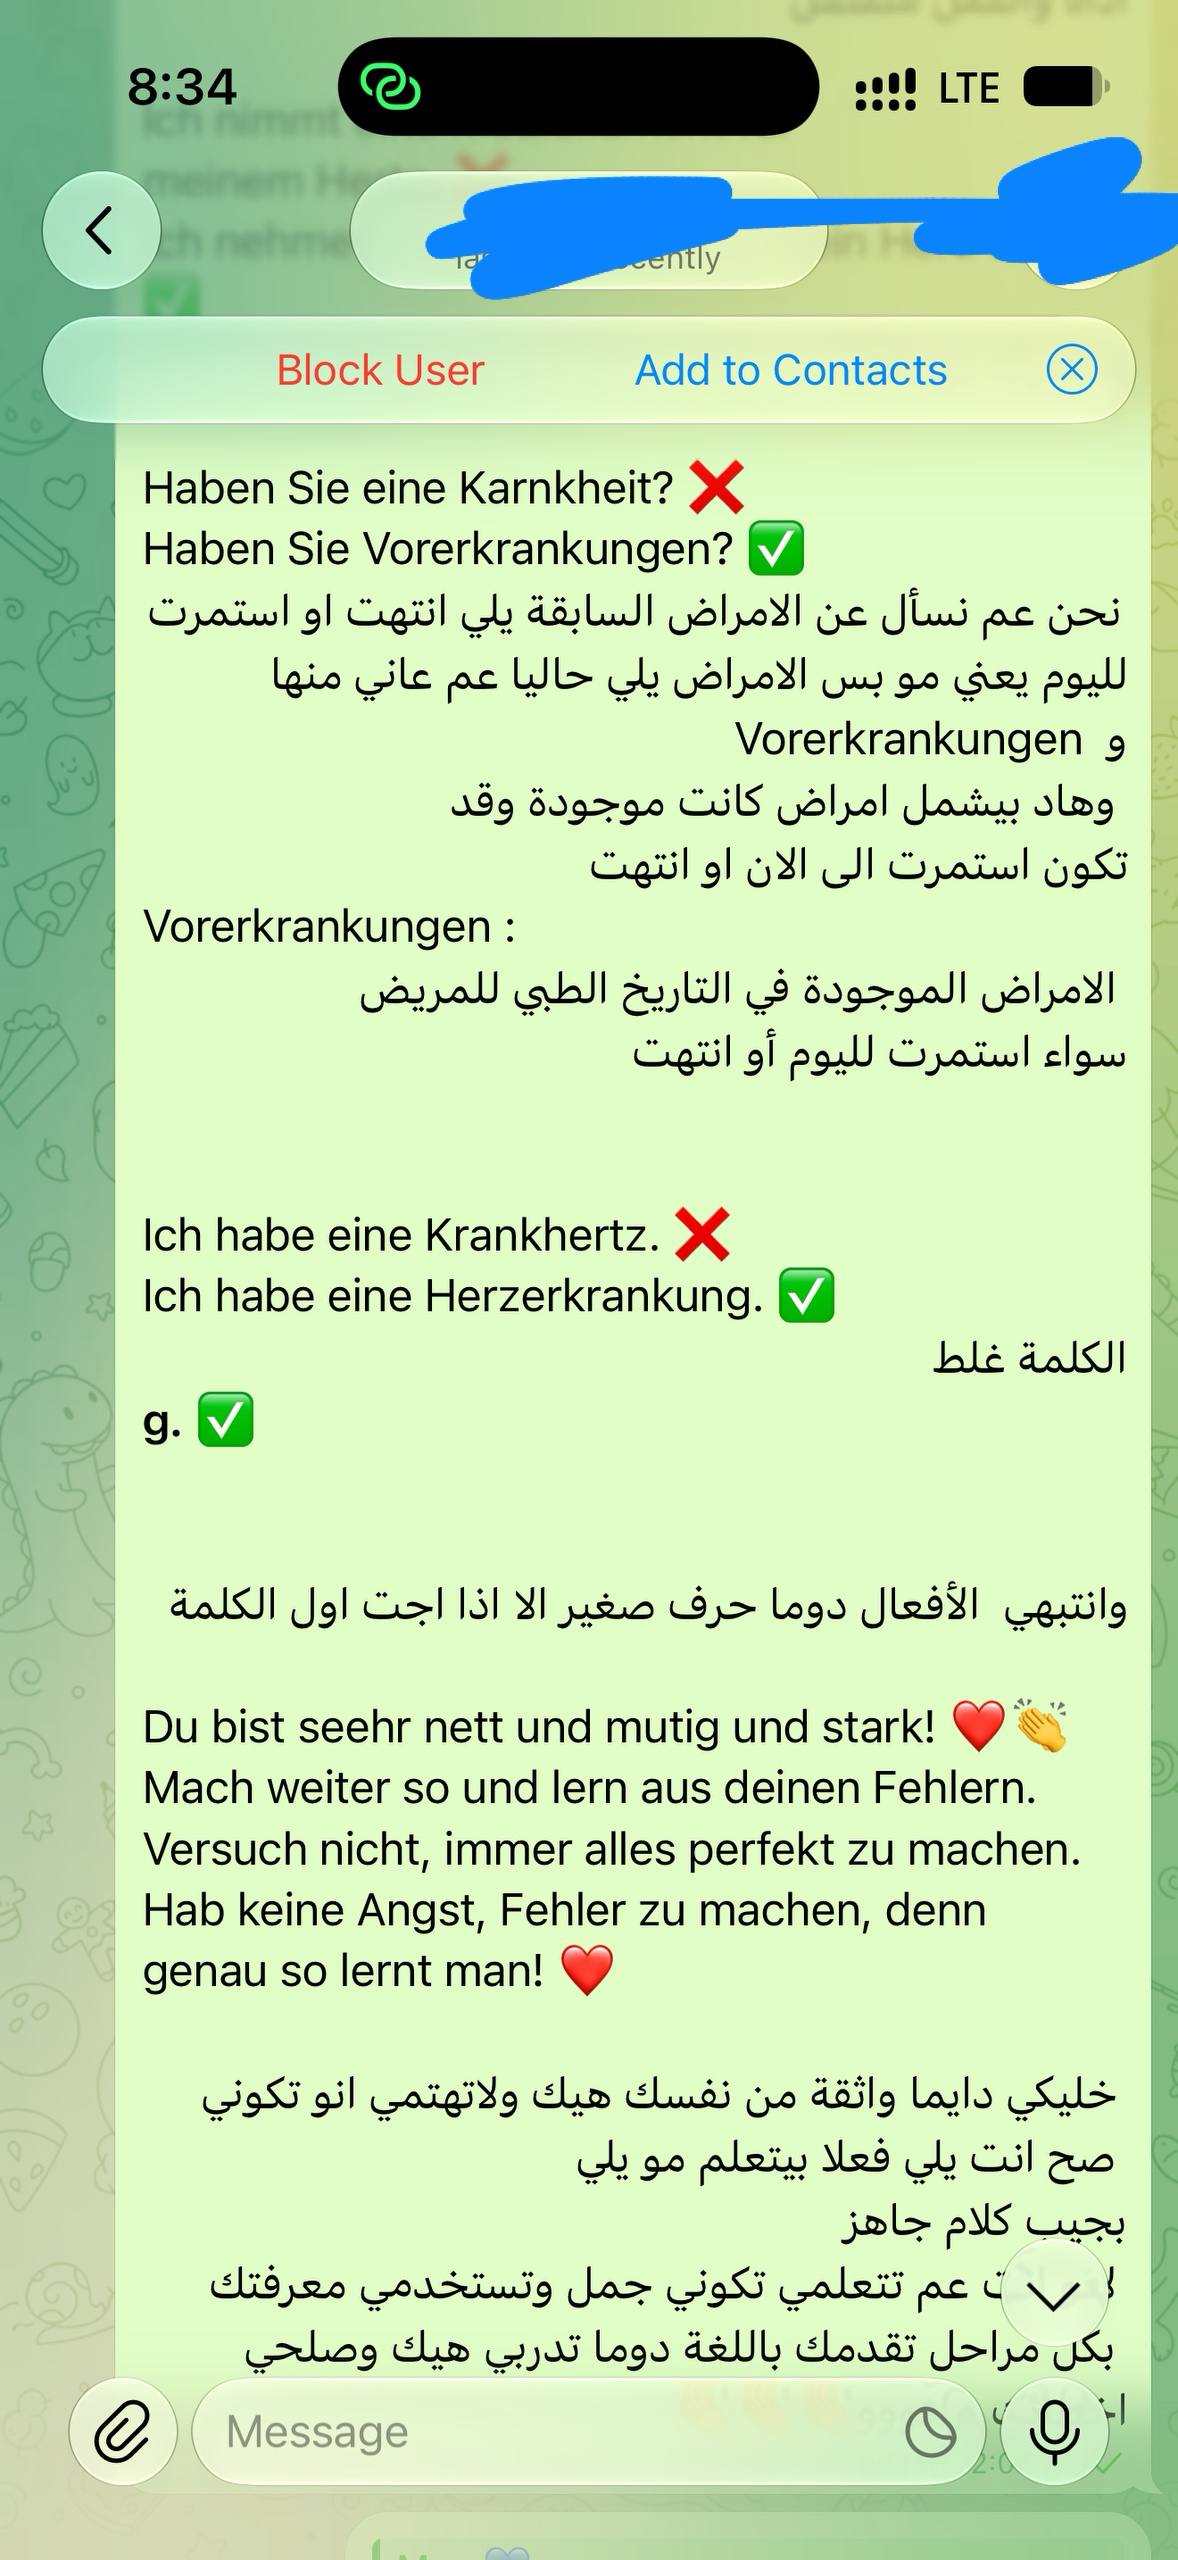 8:34
LTE
Ich nimmt
meinem
ch nehme
cently
Block User
Add to Contacts
Haben Sie eine Karnkheit? ❌
Haben Sie Vorerkrankungen? ✅
نحن عم نسأل عن الامراض السابقة يلي انتهت او استمرت
لليوم يعني مو بس الامراض يلي حاليا عم عاني منها
و Vorerkrankungen
وهاد بيشمل امراض كانت موجودة وقد
تكون استمرت الى الان او انتهت
Vorerkrankungen :
الامراض الموجودة في التاريخ الطبي للمريض
سواء استمرت لليوم أو انتهت
Ich habe eine Krankhertz. ❌
Ich habe eine Herzerkrankung. ✅
الكلمة غلط
g. ✅
وانتبهي الأفعال دوما حرف صغير الا اذا اجت اول الكلمة
Du bist seehr nett und mutig und stark! ❤️👏
Mach weiter so und lern aus deinen Fehlern.
Versuch nicht, immer alles perfekt zu machen.
Hab keine Angst, Fehler zu machen, denn
genau so lernt man! ❤️
خليكي دايما واثقة من نفسك هيك ولاتهتمي انو تكوني
صح انت يلي فعلا بيتعلم مو يلي
بجيب كلام جاهز
عم تتعلمي تكوني جمل وتستخدمي معرفتك
بكل مراحل تقدمك باللغة دوما تدربي هيك وصلحي
Message